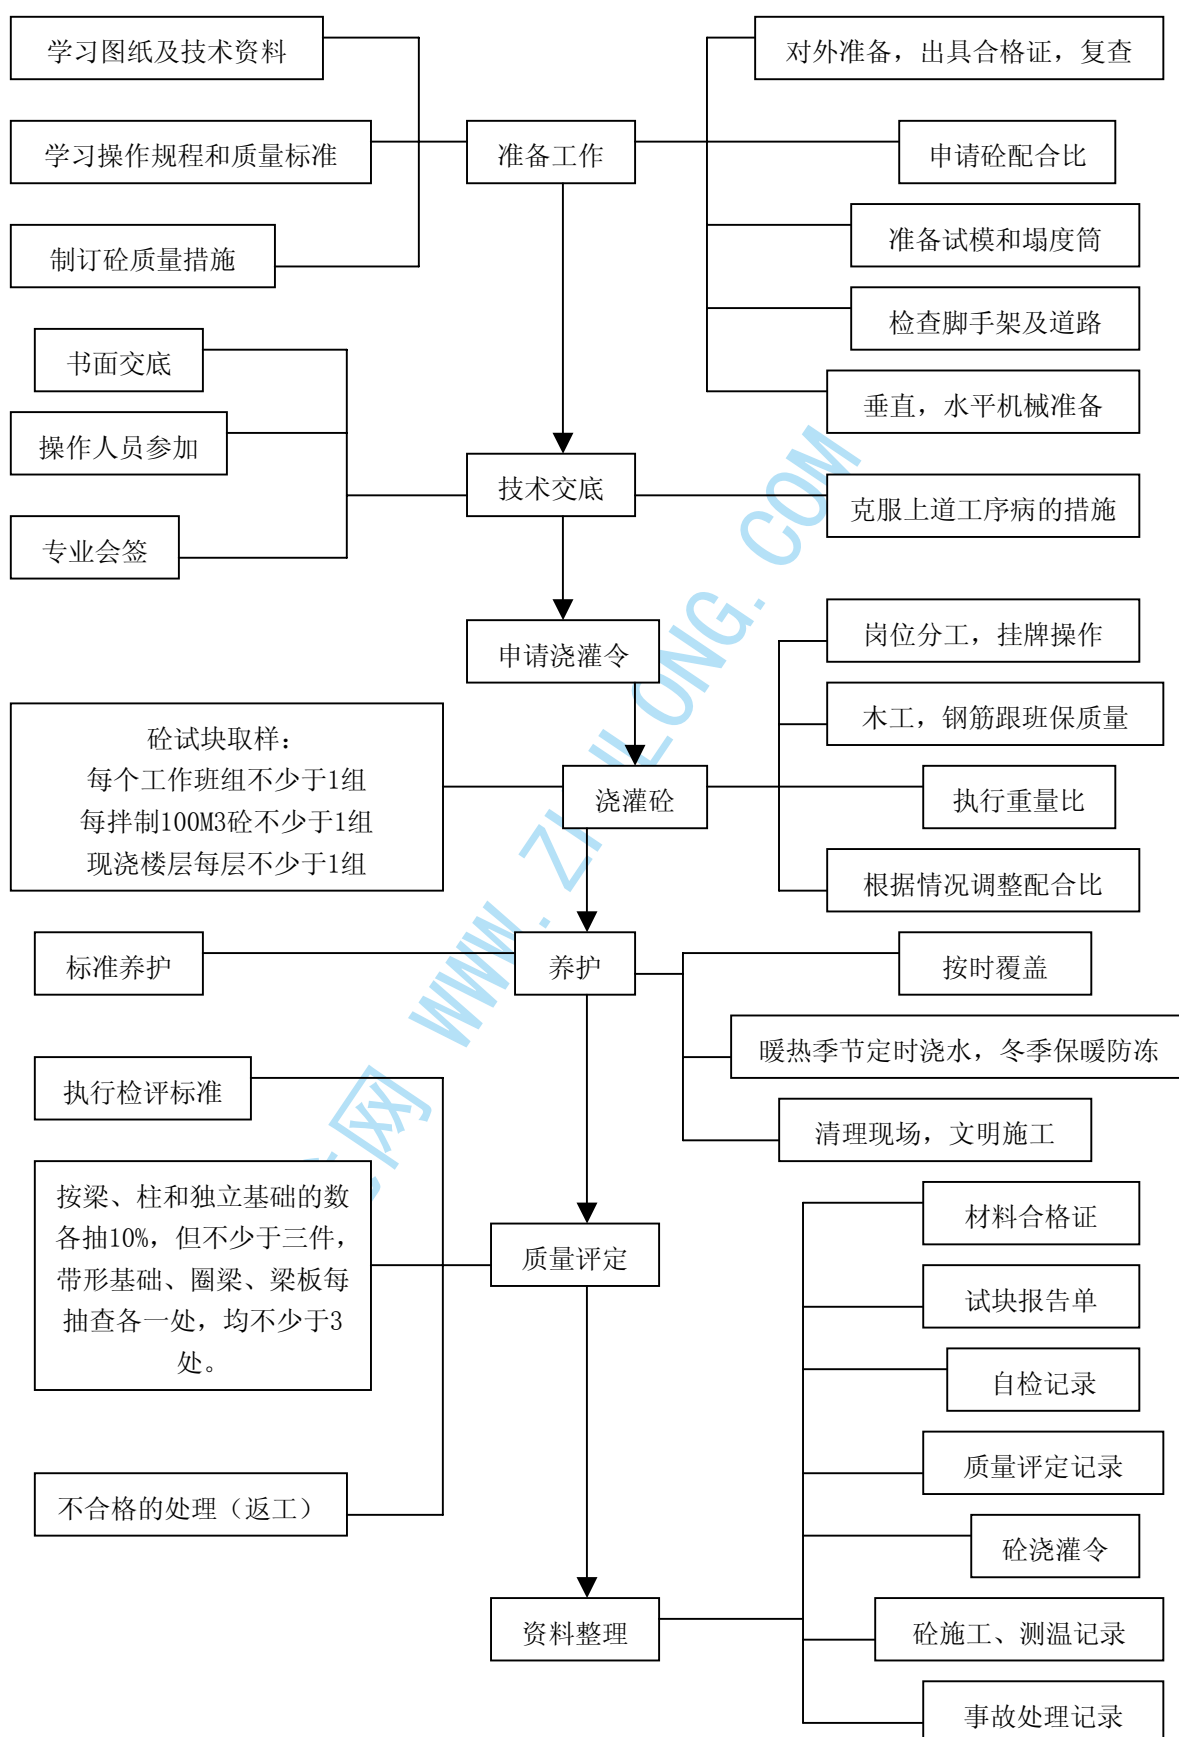 学习图纸及技术资料
对外准备，出具合格证，复查
学习操作规程和质量标准
准备工作
申请砼配合比
制订砼质量措施
准备试模和塌度筒
检查脚手架及道路
书面交底
垂直，水平机械准备
操作人员参加
技术交底
克服上道工序病的措施
专业会签
申请浇灌令
岗位分工，挂牌操作
木工，钢筋跟班保质量
砼试块取样：
每个工作班组不少于1组
每拌制100M3砼不少于1组
现浇楼层每层不少于1组
浇灌砼
执行重量比
根据情况调整配合比
标准养护
养护
按时覆盖
暖热季节定时浇水，冬季保暖防冻
执行检评标准
清理现场，文明施工
按梁、柱和独立基础的数
各抽10%，但不少于三件，
带形基础、圈梁、梁板每
抽查各一处，均不少于3
处。
质量评定
材料合格证
试块报告单
自检记录
质量评定记录
不合格的处理（返工）
砼浇灌令
资料整理
砼施工、测温记录
事故处理记录
网 WWW.ZHULONG.COM